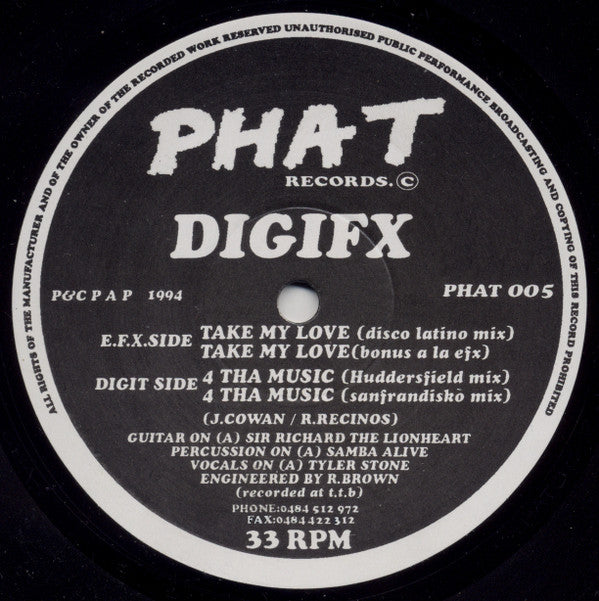 ALL RIGHTS OF THE MANUFACTURER AND OF THE OWNER OF THE RECORDED WORK RESERVED UNAUTHORISED PUBLIC PERFORMANCE BROADCASTING AND COPYING OF THIS RECORD PROHIBITED
PHAT
RECORDS. ©
DIGIFX
P&C P A P 1994
PHAT 005
E.F.X.SIDE TAKE MY LOVE (disco latino mix)
TAKE MY LOVE(bonus a la efx)
DIGIT SIDE 4 THA MUSIC (Huddersfield mix)
4 THA MUSIC (sanfrandisko mix)
(J.COWAN / R.RECINOS)
GUITAR ON (A) SIR RICHARD THE LIONHEART
PERCUSSION ON (A) SAMBA ALIVE
VOCALS ON (A) TYLER STONE
ENGINEERED BY R.BROWN
(recorded at t.t.b)
PHONE:0484 512 972
FAX:0484 422 312
33 RPM